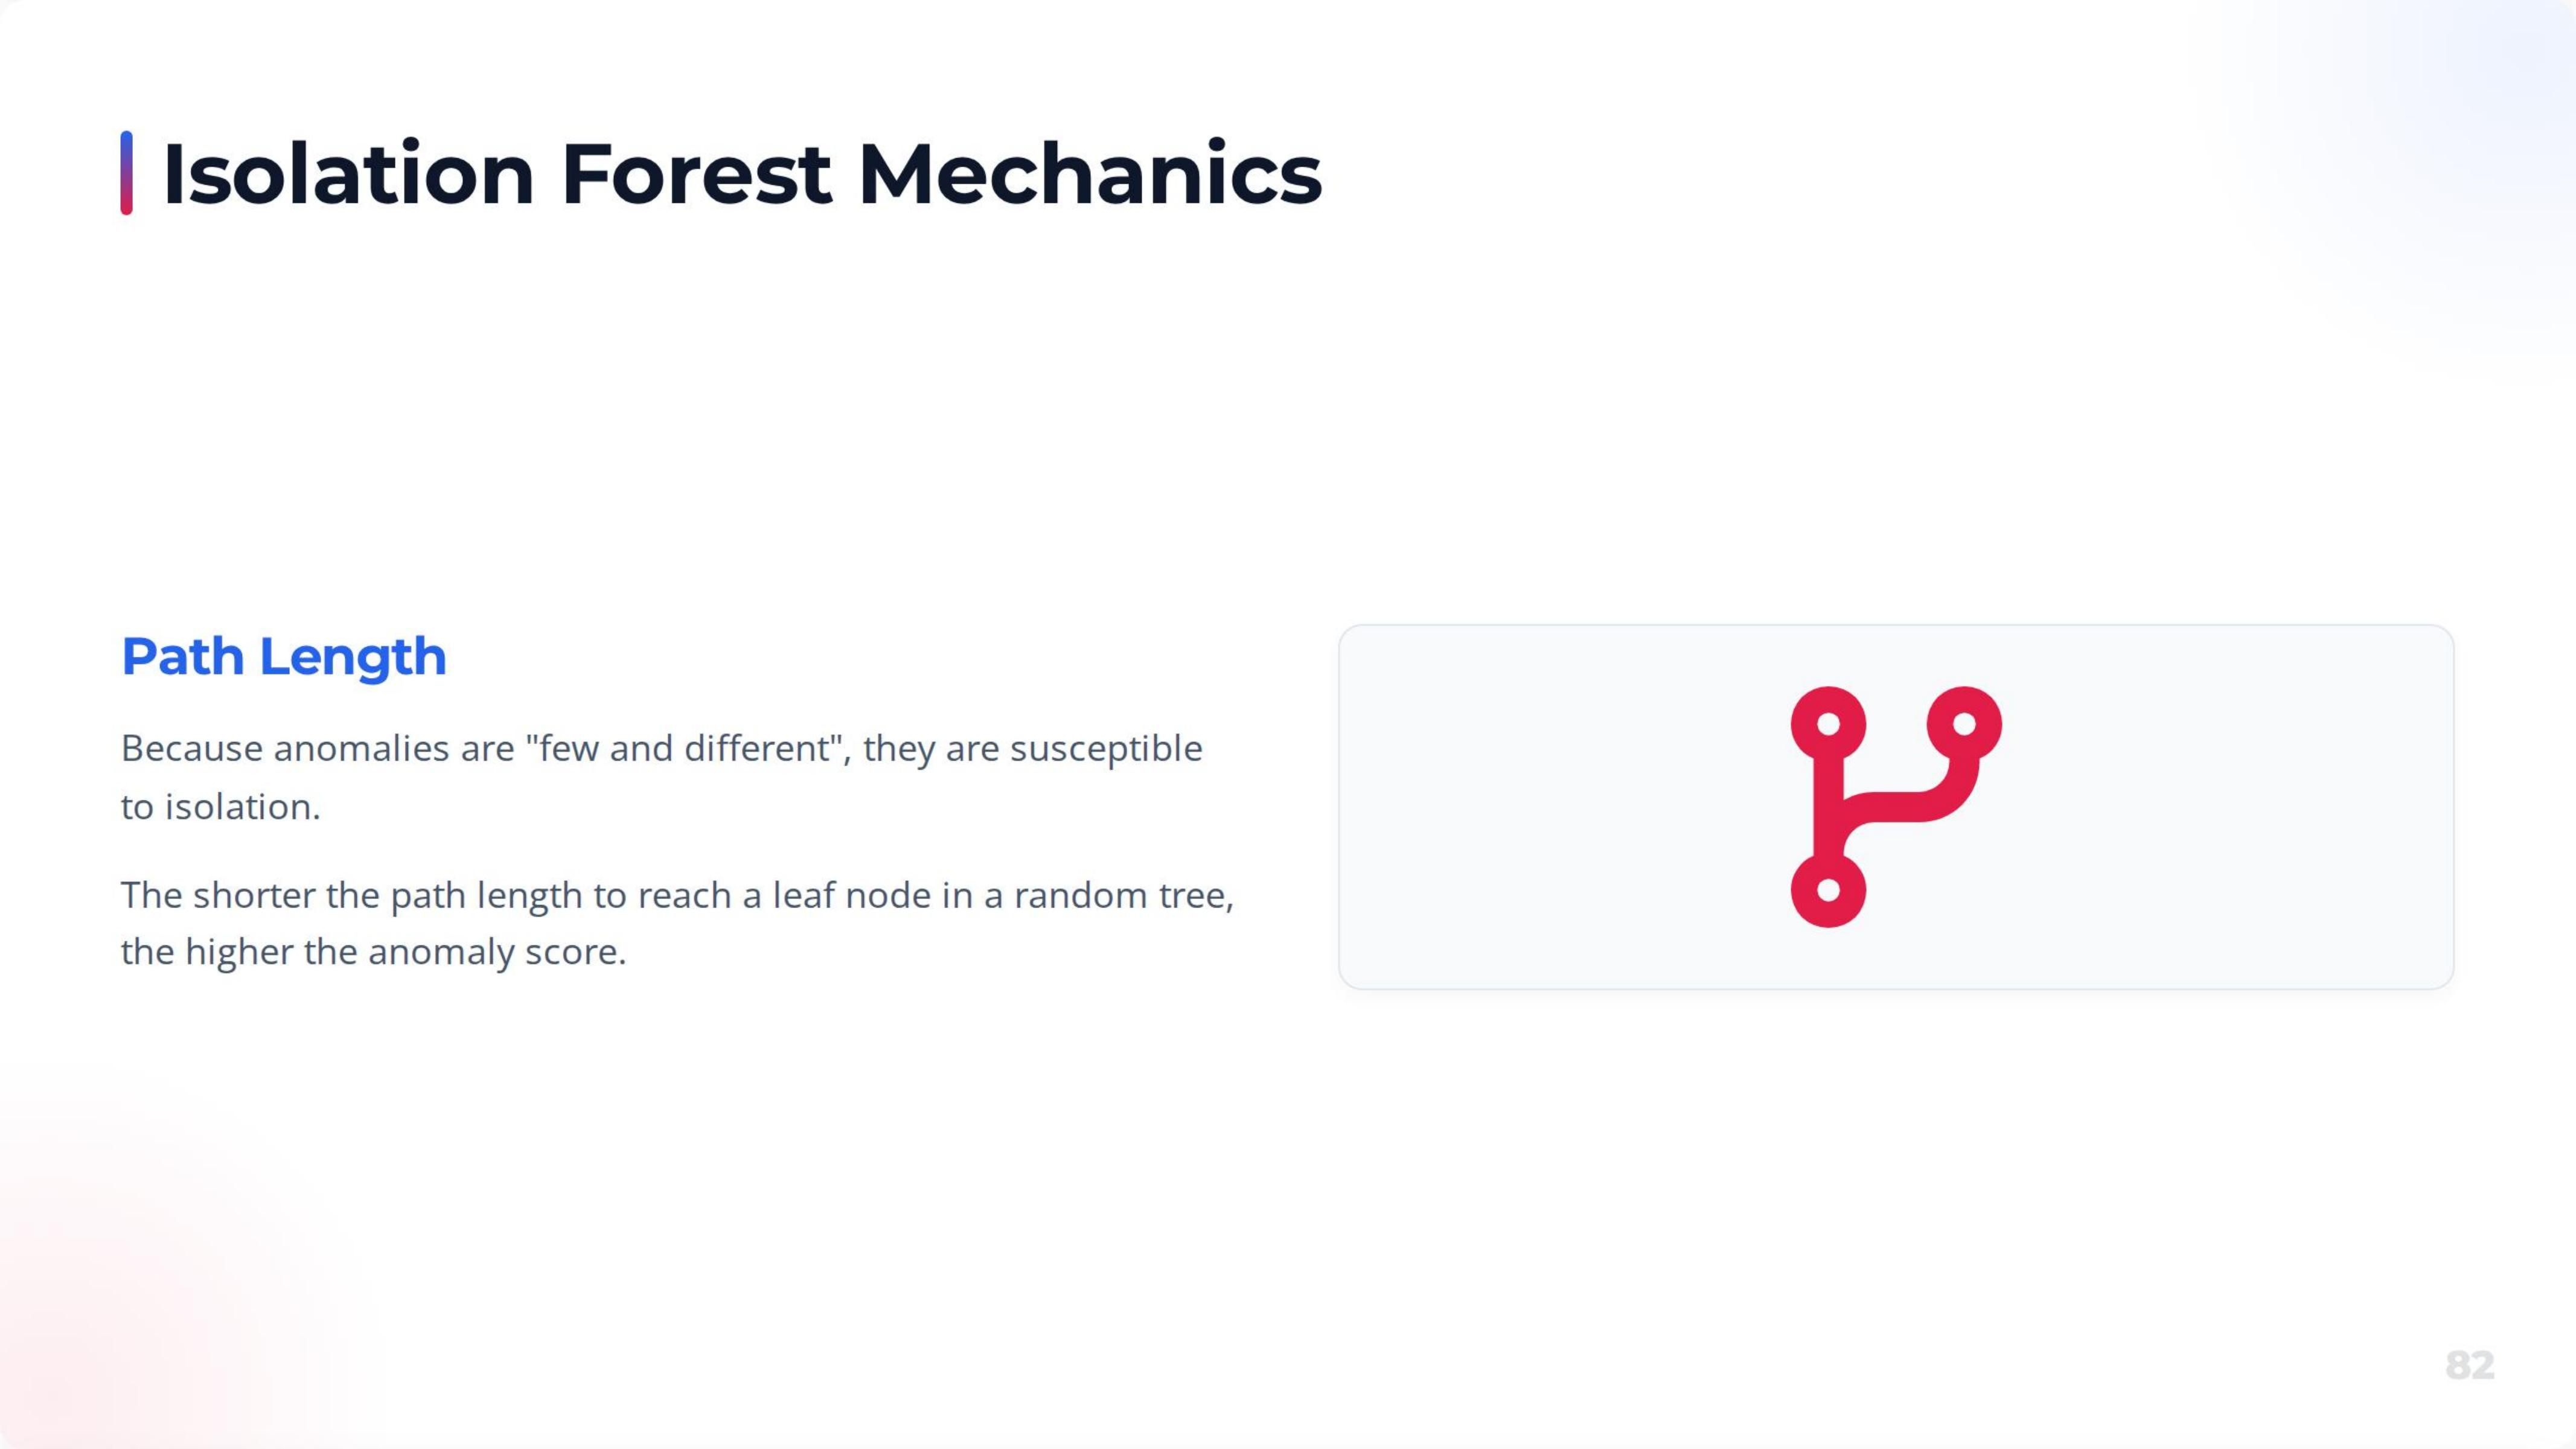 Isolation Forest Mechanics
Path Length
Because anomalies are "few and different", they are susceptible
to isolation.
The shorter the path length to reach a leaf node in a random tree,
the higher the anomaly score.
82